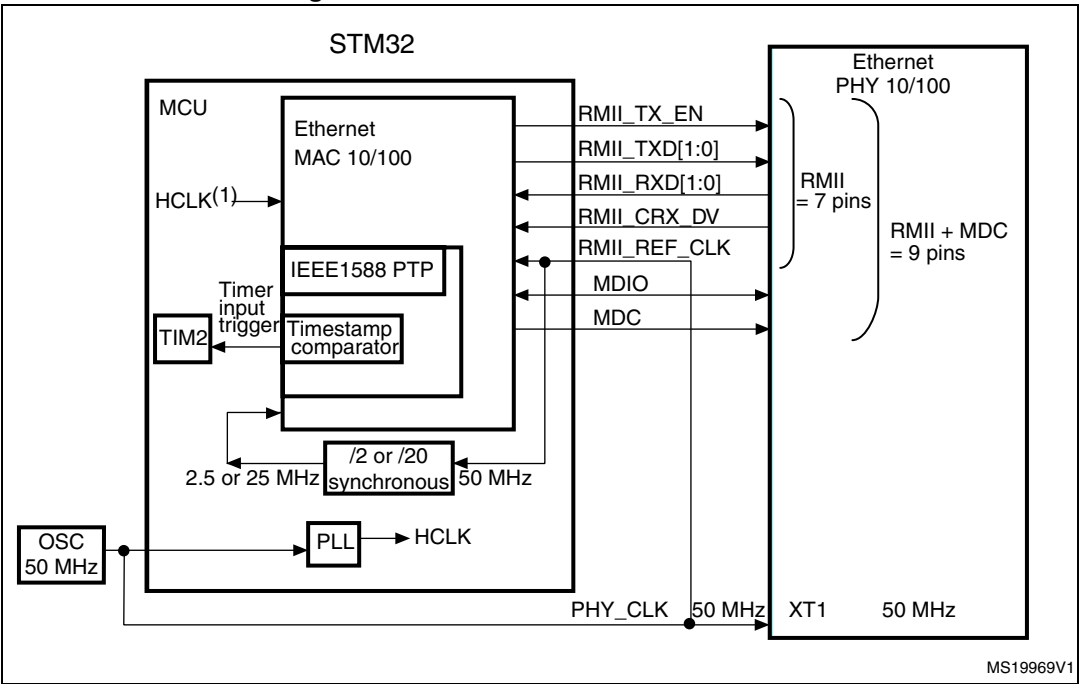 STM32
MCU
Ethernet
MAC 10/100
HCLK(1)
IEEE1588 PTP
Timer
input
trigger
TIM2
Timestamp
comparator
/2 or /20
synchronous
2.5 or 25 MHz
50 MHz
OSC
50 MHz
PLL
HCLK
RMII_TX_EN
RMII_TXD[1:0]
RMII_RXD[1:0]
RMII_CRX_DV
RMII_REF_CLK
MDIO
MDC
Ethernet
PHY 10/100
RMII
= 7 pins
RMII + MDC
= 9 pins
PHY_CLK 50 MHz
XT1 50 MHz
MS19969V1